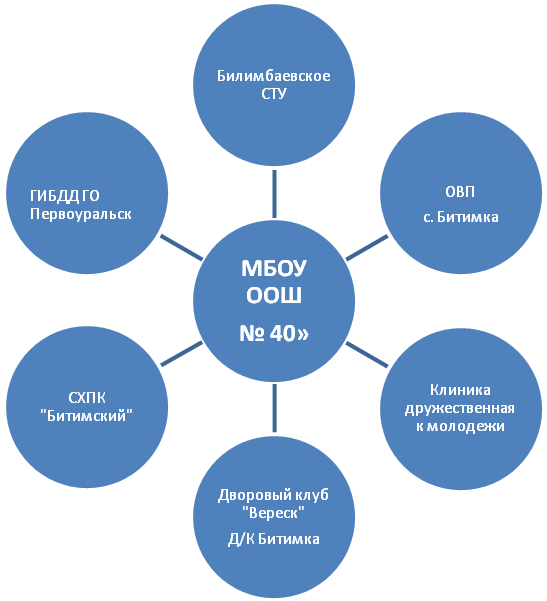 Билимбаевское
СТУ
ГИБДД ГО
Первоуральск
ОВП
с. Битимка
МБОУ
ООШ
№ 40»
СХПК
"Битимский"
Клиника
дружественная
к молодежи
Дворовый клуб
"Вереск"
Д/К Битимка